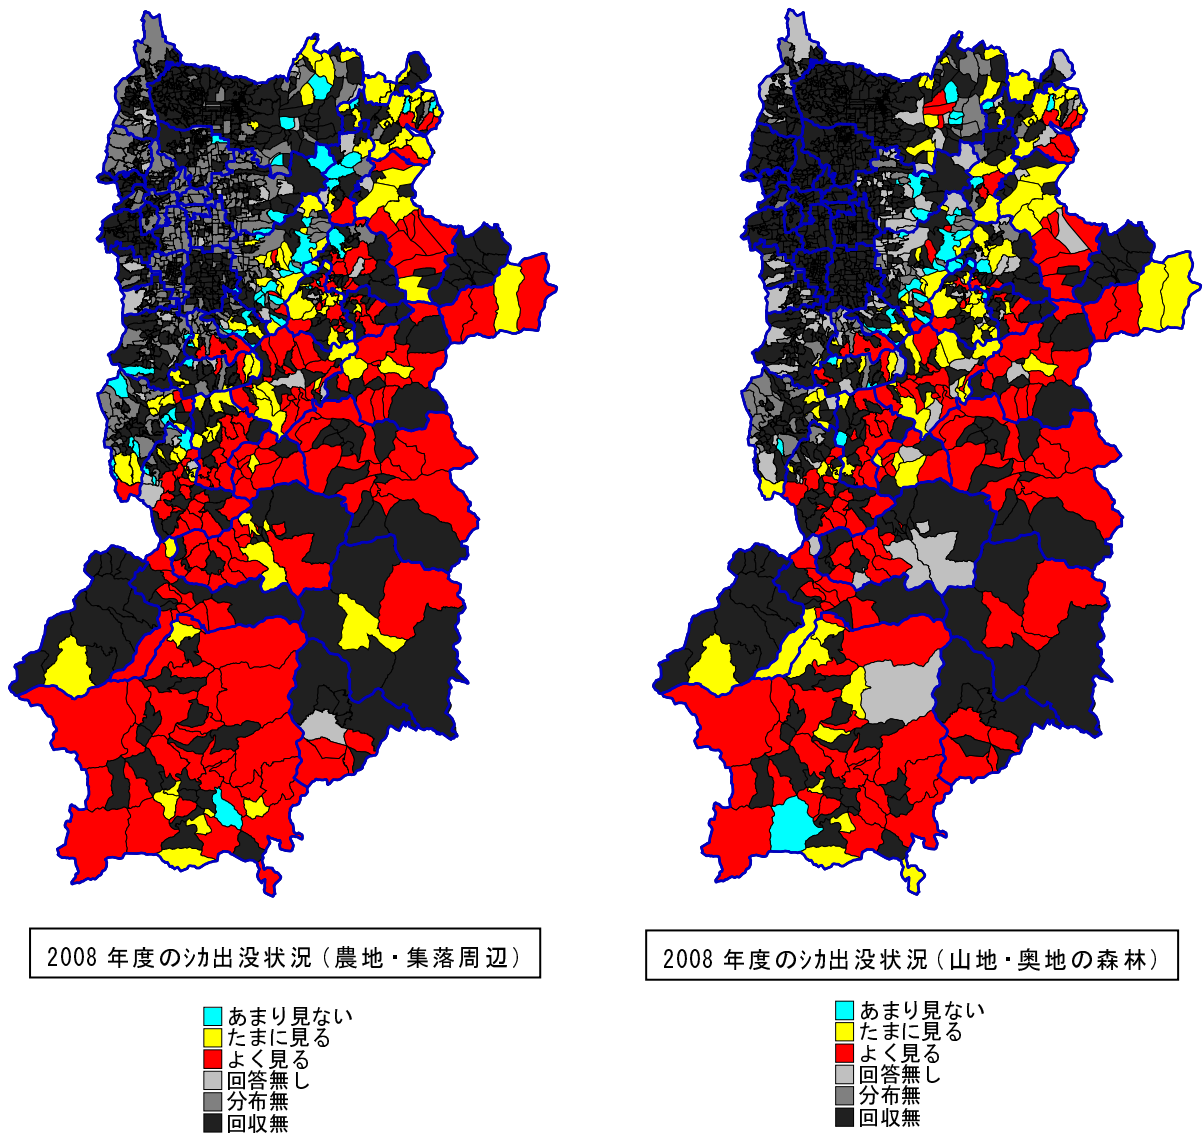 2008 年度のｼｶ出没状況（農地・集落周辺）
あまり見ない
たまに見る
よく見る
回答無し
分布無
回収無
2008 年度のｼｶ出没状況（山地・奥地の森林）
あまり見ない
たまに見る
よく見る
回答無し
分布無
回収無